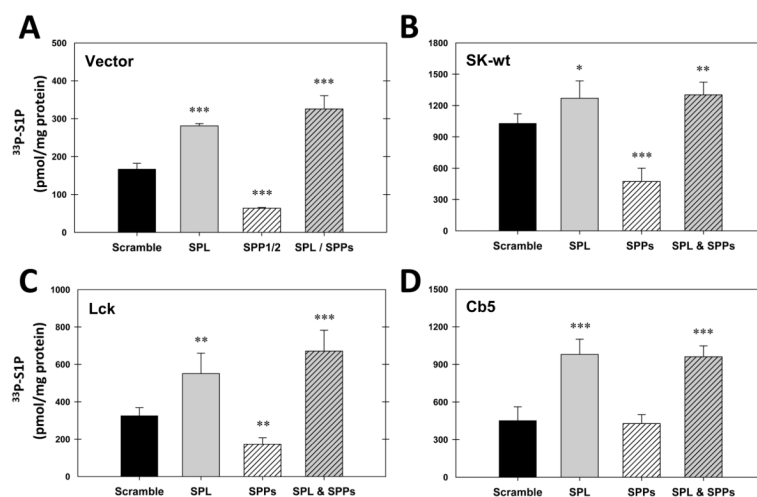 A
Vector
³³P-S1P
(pmol/mg protein)
500
400
300
200
100
0
***
***
***
Scramble SPL SPP1/2 SPL / SPPs
B
SK-wt
1800
1500
1200
900
600
300
0
*
***
**
Scramble SPL SPPs SPL & SPPs
C
Lck
³³P-S1P
(pmol/mg protein)
1000
800
600
400
200
0
**
**
***
Scramble SPL SPPs SPL & SPPs
D
Cb5
1500
1200
900
600
300
0
***
***
Scramble SPL SPPs SPL & SPPs